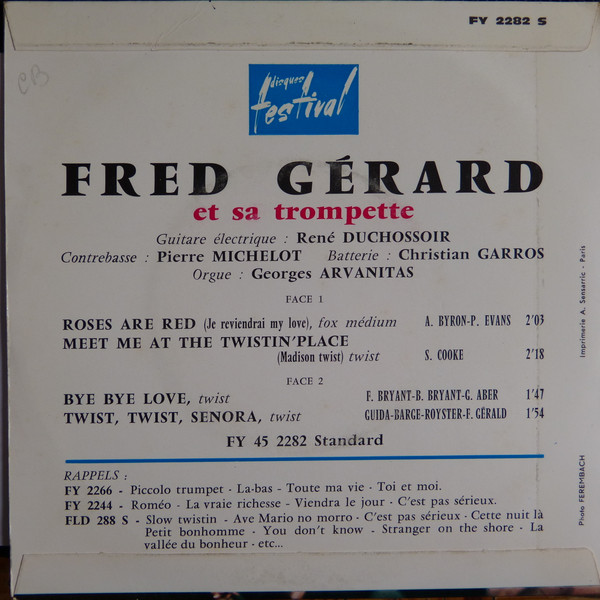 FY 2282 S
CB
disques
festival
FRED GÉRARD
et sa trompette
Guitare électrique : René DUCHOSSOIR
Contrebasse : Pierre MICHELOT Batterie : Christian GARROS
Orgue : Georges ARVANITAS
FACE 1
ROSES ARE RED (Je reviendrai my love), fox médium A. BYRON-P. EVANS 2'03
MEET ME AT THE TWISTIN'PLACE
(Madison twist) twist S. COOKE 2'18
FACE 2
BYE BYE LOVE, twist F. BRYANT-B. BRYANT-G. ABER 1'47
TWIST, TWIST, SENORA, twist GUIDA-BARGE-ROYSTER-F. GÉRALD 1'54
FY 45 2282 Standard
RAPPELS :
FY 2266 - Piccolo trumpet - La-bas - Toute ma vie - Toi et moi.
FY 2244 - Roméo - La vraie richesse - Viendra le jour - C'est pas sérieux.
FLD 288 S - Slow twistin - Ave Mario no morro - C'est pas sérieux - Cette nuit là
Petit bonhomme - You don't know - Stranger on the shore - La
vallée du bonheur - etc...
Imprimerie A. Sensarric - Paris
Photo FEREMBACH